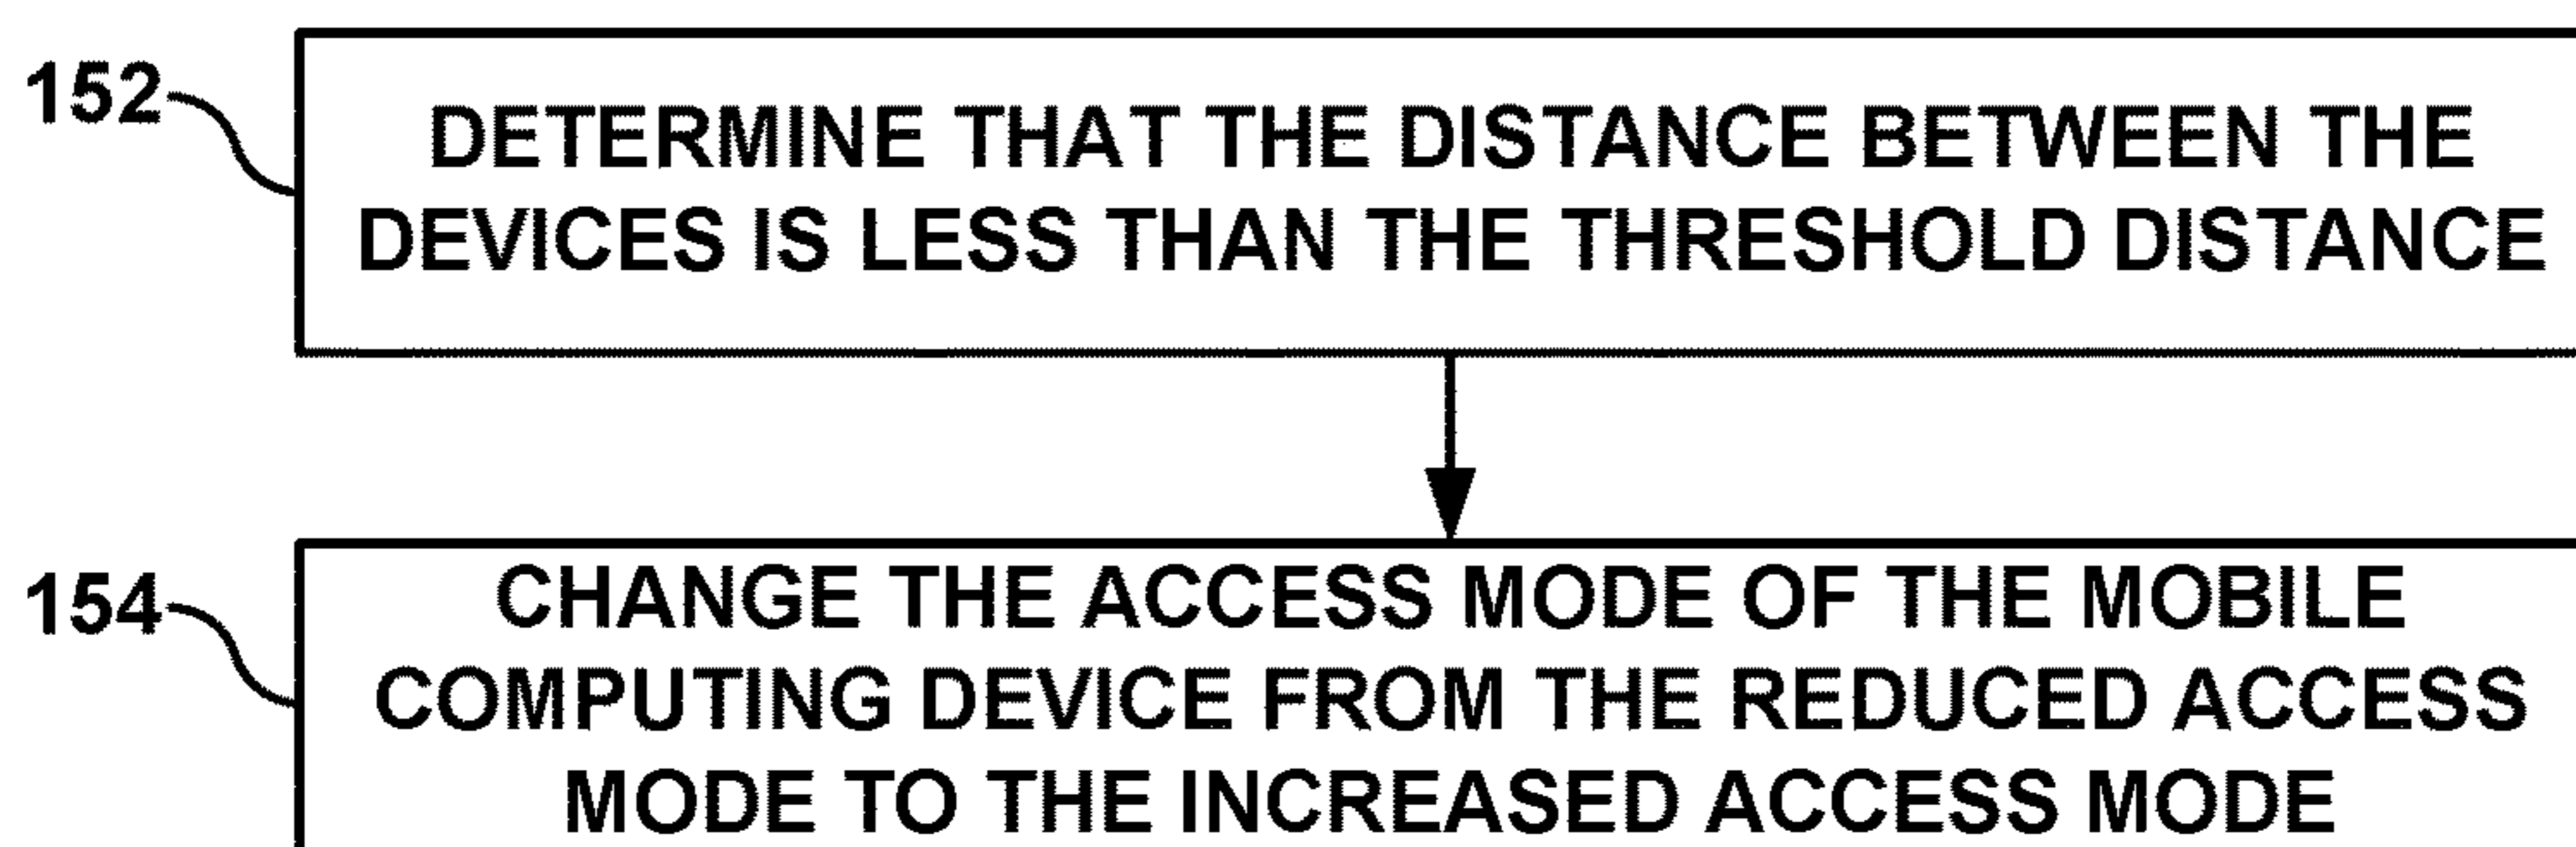 152
DETERMINE THAT THE DISTANCE BETWEEN THE
DEVICES IS LESS THAN THE THRESHOLD DISTANCE
154
CHANGE THE ACCESS MODE OF THE MOBILE
COMPUTING DEVICE FROM THE REDUCED ACCESS
MODE TO THE INCREASED ACCESS MODE